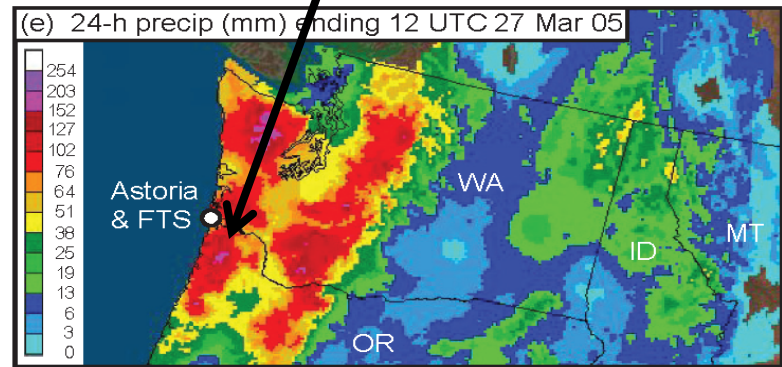 (e) 24-h precip (mm) ending 12 UTC 27 Mar 05
254
203
152
127
102
76
64
51
38
25
19
13
6
3
0
Astoria
& FTS
WA
ID
MT
OR